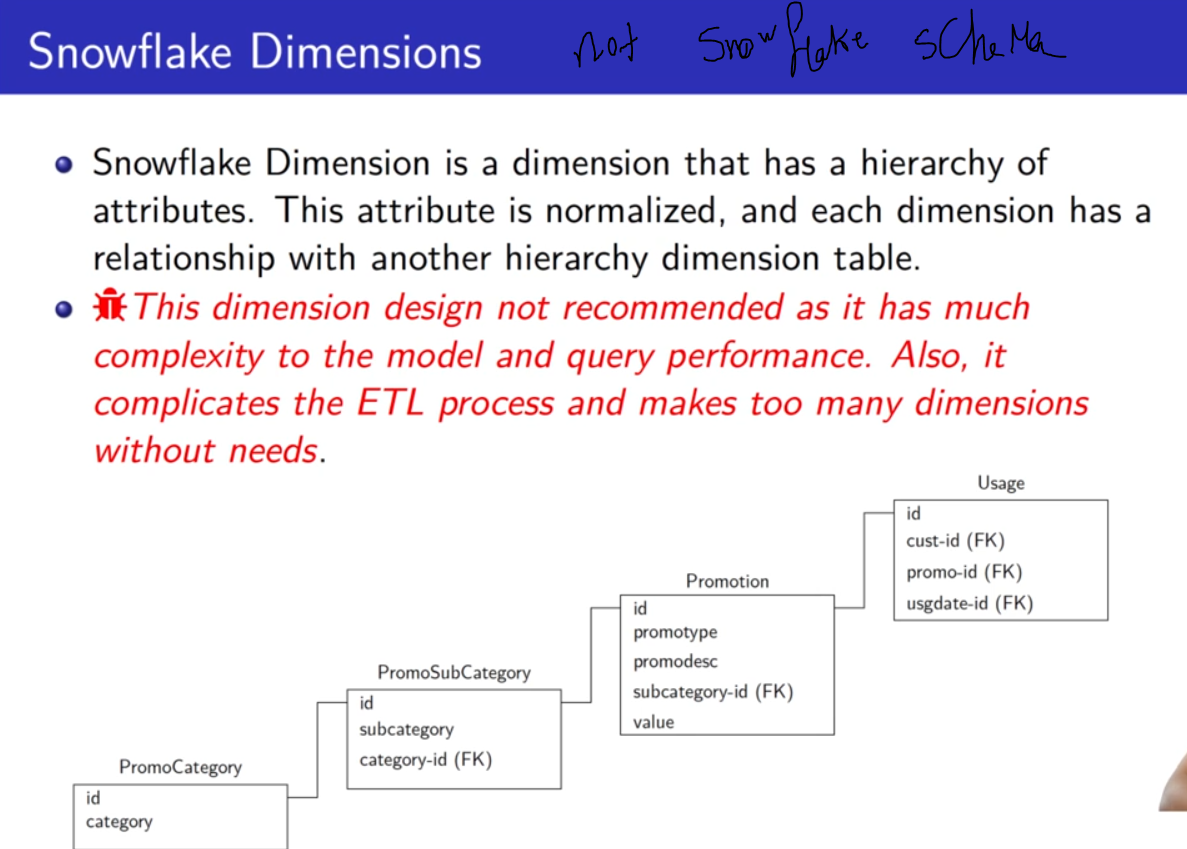 Snowflake Dimensions not Snowflake scheMa
Snowflake Dimension is a dimension that has a hierarchy of
attributes. This attribute is normalized, and each dimension has a
relationship with another hierarchy dimension table.
This dimension design not recommended as it has much
complexity to the model and query performance. Also, it
complicates the ETL process and makes too many dimensions
without needs.
Usage
id
cust-id (FK)
promo-id (FK)
usgdate-id (FK)
Promotion
id
promotype
promodesc
subcategory-id (FK)
value
PromoSubCategory
id
subcategory
category-id (FK)
PromoCategory
id
category